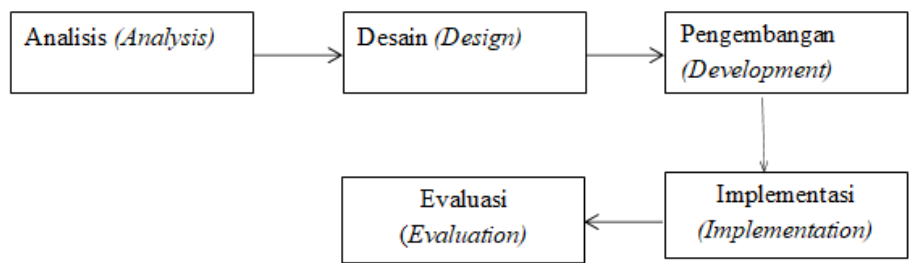 Analisis (Analysis)
Desain (Design)
Pengembangan
(Development)
Implementasi
(Implementation)
Evaluasi
(Evaluation)